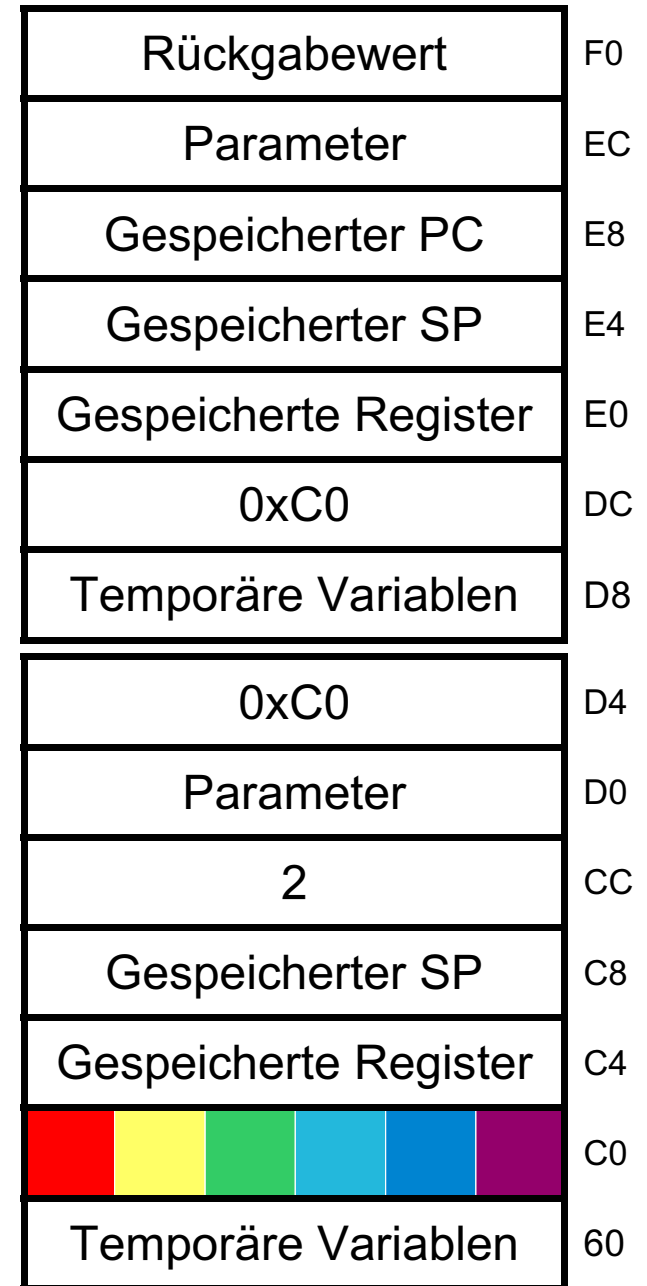 Rückgabewert F0
Parameter EC
Gespeicherter PC E8
Gespeicherter SP E4
Gespeicherte Register E0
0xC0 DC
Temporäre Variablen D8
0xC0 D4
Parameter D0
2 CC
Gespeicherter SP C8
Gespeicherte Register C4
C0
Temporäre Variablen 60